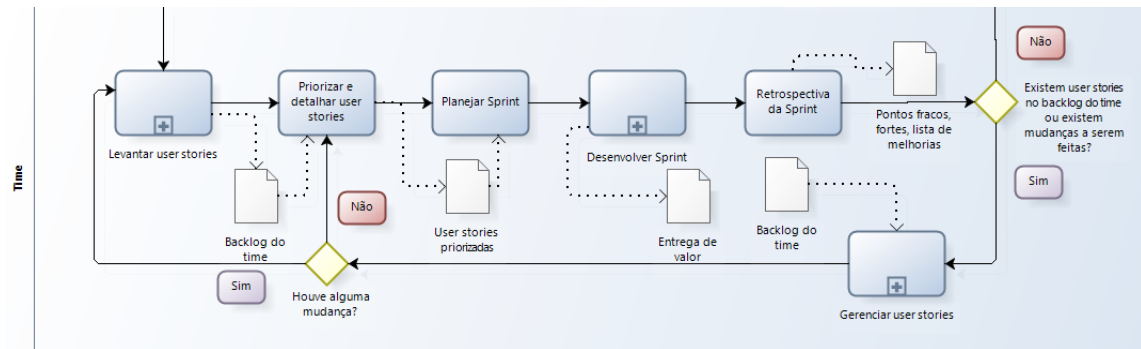 Time
Levantar user stories
Backlog do
time
Priorizar e
detalhar user
stories
Não
Sim
Houve alguma
mudança?
Planejar Sprint
User stories
priorizadas
Desenvolver Sprint
Entrega de
valor
Retrospectiva
da Sprint
Pontos fracos,
fortes, lista de
melhorias
Backlog do
time
Gerenciar user stories
Não
Existem user stories
no backlog do time
ou existem
mudanças a serem
feitas?
Sim